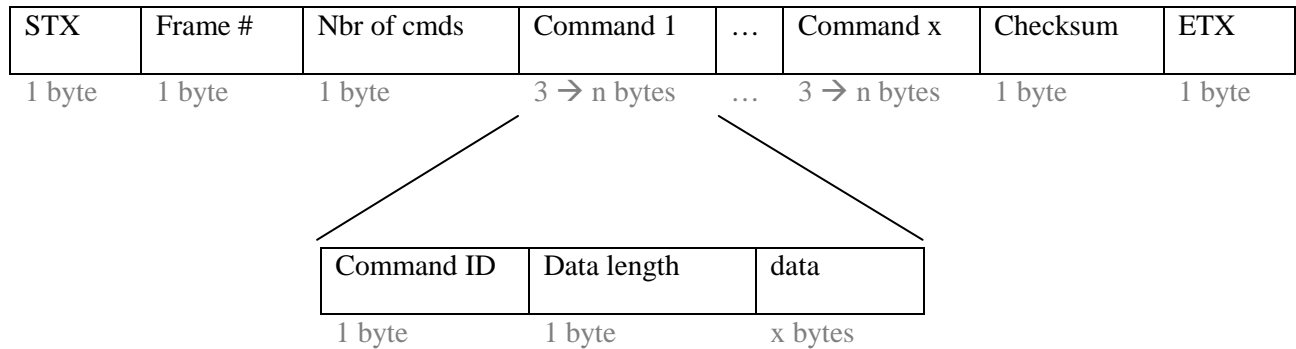 STX Frame # Nbr of cmds Command 1 … Command x Checksum ETX
1 byte 1 byte 1 byte 3 → n bytes … 3 → n bytes 1 byte 1 byte
Command ID Data length data
1 byte 1 byte x bytes